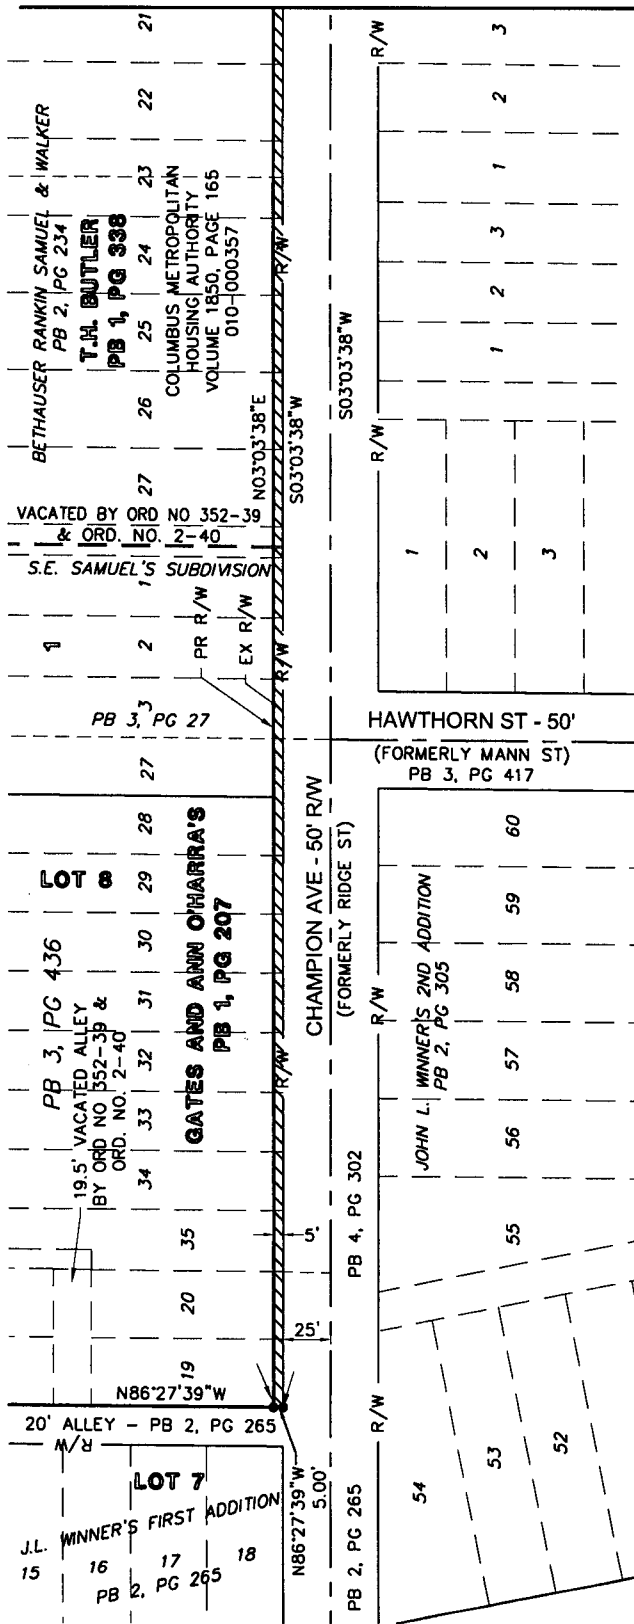 21
22
23
24
25
26
27
BETHAUSER RANKIN SAMUEL & WALKER
PB 2, PG 234
T.H. BUTLER
PB 1, PG 338
COLUMBUS METROPOLITAN
HOUSING AUTHORITY
VOLUME 1850, PAGE 165
010-000357
N03°03'38"E
S03°03'38"W
S03°03'38"W
R/W
R/W
R/W
3
2
1
3
2
1
VACATED BY ORD NO 352-39
& ORD. NO. 2-40
S.E. SAMUEL'S SUBDIVISION
1
2
3
1
PB 3, PG 27
PR R/W
EX R/W
R/W
1
2
3
HAWTHORN ST - 50'
(FORMERLY MANN ST)
PB 3, PG 417
27
28
29
30
31
32
33
34
35
20
19
LOT 8
PB 3, PG 436
19.5' VACATED ALLEY
BY ORD NO 352-39 &
ORD. NO. 2-40
GATES AND ANN O'HARRA'S
PB 1, PG 207
R/W
CHAMPION AVE - 50' R/W
(FORMERLY RIDGE ST)
R/W
PB 4, PG 302
JOHN L. WINNER'S 2ND ADDITION
PB 2, PG 305
60
59
58
57
56
55
5'
25'
N86°27'39"W
20' ALLEY - PB 2, PG 265
R/W
LOT 7
J.L. WINNER'S FIRST ADDITION
15
16
17
18
PB 2, PG 265
N86°27'39"W
5.00'
PB 2, PG 265
R/W
54
53
52